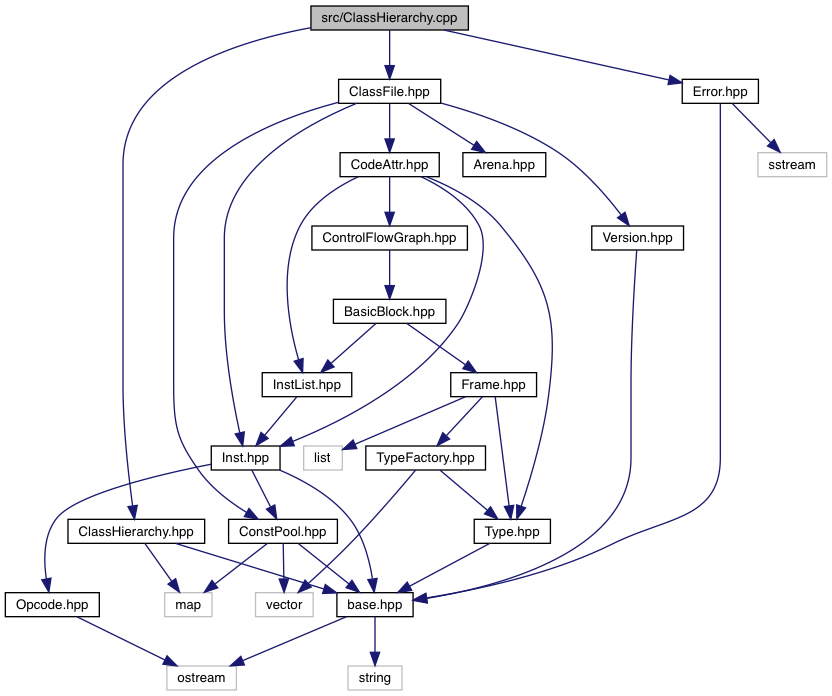 src/ClassHierarchy.cpp
ClassFile.hpp
Error.hpp
CodeAttr.hpp
Arena.hpp
sstream
ControlFlowGraph.hpp
Version.hpp
BasicBlock.hpp
InstList.hpp
Frame.hpp
Inst.hpp
list
TypeFactory.hpp
ClassHierarchy.hpp
ConstPool.hpp
Type.hpp
Opcode.hpp
map
vector
base.hpp
ostream
string